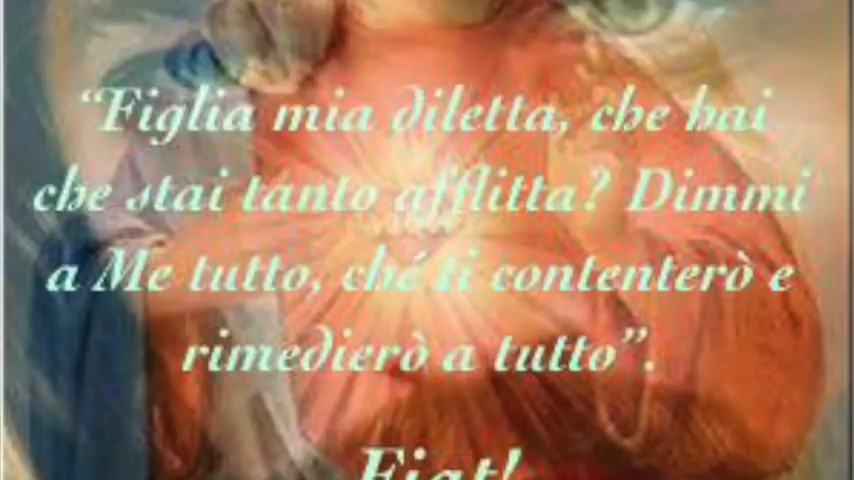 “Figlia mia diletta, che hai
che stai tanto afflitta? Dimmi
a Me tutto, ché ti contenterò e
rimedierò a tutto”.
Fiat!